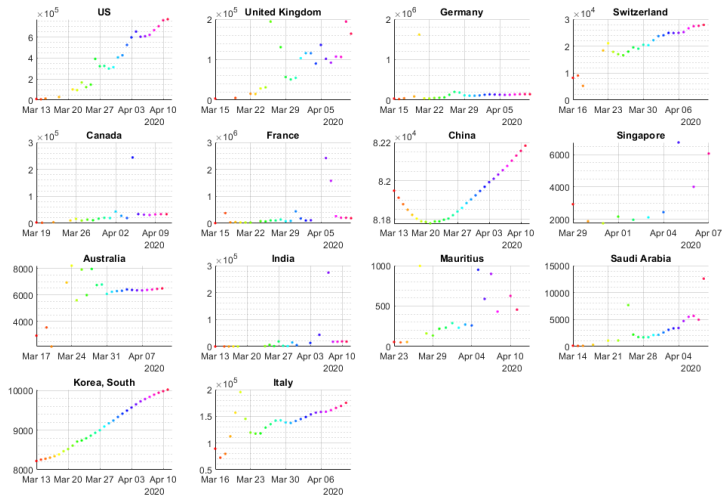 US
×10^5
6
4
2
0
Mar 13 Mar 20 Mar 27 Apr 03 Apr 10
2020
United Kingdom
×10^5
2
1
0
Mar 15 Mar 22 Mar 29 Apr 05
2020
Germany
×10^6
2
1
0
Mar 15 Mar 22 Mar 29 Apr 05
2020
Switzerland
×10^4
3
2
1
0
Mar 16 Mar 23 Mar 30 Apr 06
2020
Canada
×10^5
3
2
1
0
Mar 19 Mar 26 Apr 02 Apr 09
2020
France
×10^6
3
2
1
0
Mar 15 Mar 22 Mar 29 Apr 05
2020
China
×10^4
8.22
8.2
8.18
Mar 13 Mar 20 Mar 27 Apr 03 Apr 10
2020
Singapore
6000
4000
2000
Mar 29 Apr 01 Apr 04 Apr 07
2020
Australia
8000
6000
4000
Mar 17 Mar 24 Mar 31 Apr 07
2020
India
×10^5
3
2
1
0
Mar 13 Mar 20 Mar 27 Apr 03 Apr 10
2020
Mauritius
1000
500
0
Mar 23 Mar 29 Apr 04 Apr 10
2020
Saudi Arabia
15000
10000
5000
0
Mar 14 Mar 21 Mar 28 Apr 04
2020
Korea, South
10000
9000
8000
Mar 13 Mar 20 Mar 27 Apr 03 Apr 10
2020
Italy
×10^5
2
1.5
1
0.5
Mar 16 Mar 23 Mar 30 Apr 06
2020